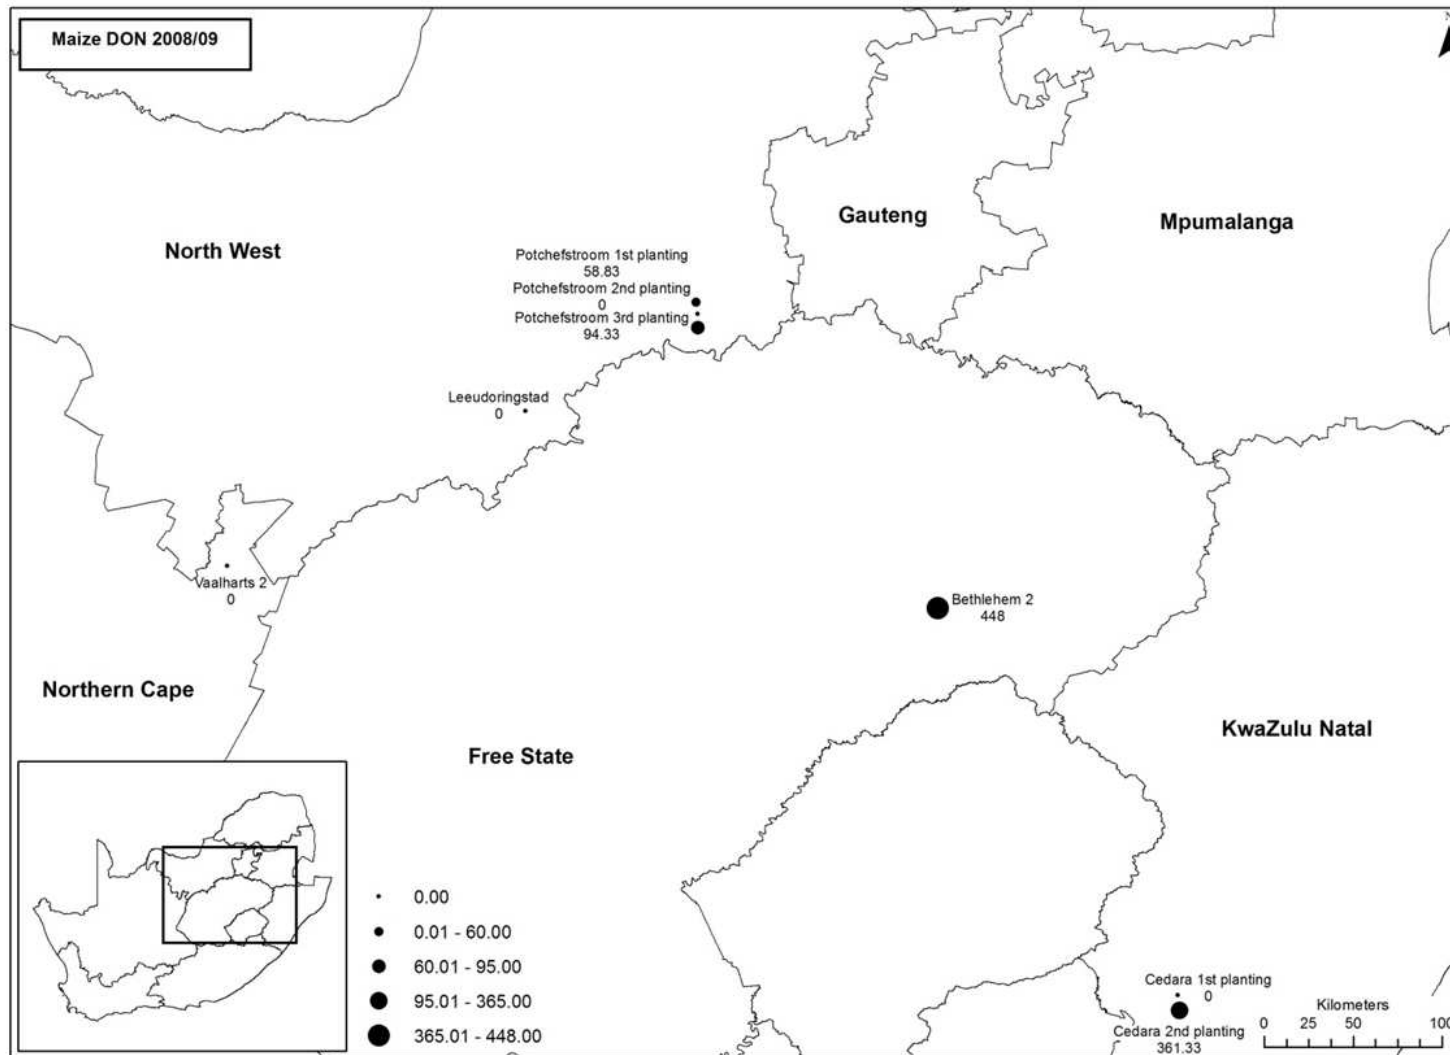 Maize DON 2008/09
Gauteng
Mpumalanga
North West
Potchefstroom 1st planting
58.83
Potchefstroom 2nd planting
0
Potchefstroom 3rd planting
94.33
Leeudoringstad
0
Vaalharts 2
0
Bethlehem 2
448
Northern Cape
Free State
KwaZulu Natal
0.00
0.01 - 60.00
60.01 - 95.00
95.01 - 365.00
365.01 - 448.00
Cedara 1st planting
0
Cedara 2nd planting
361.33
Kilometers
0 25 50 100